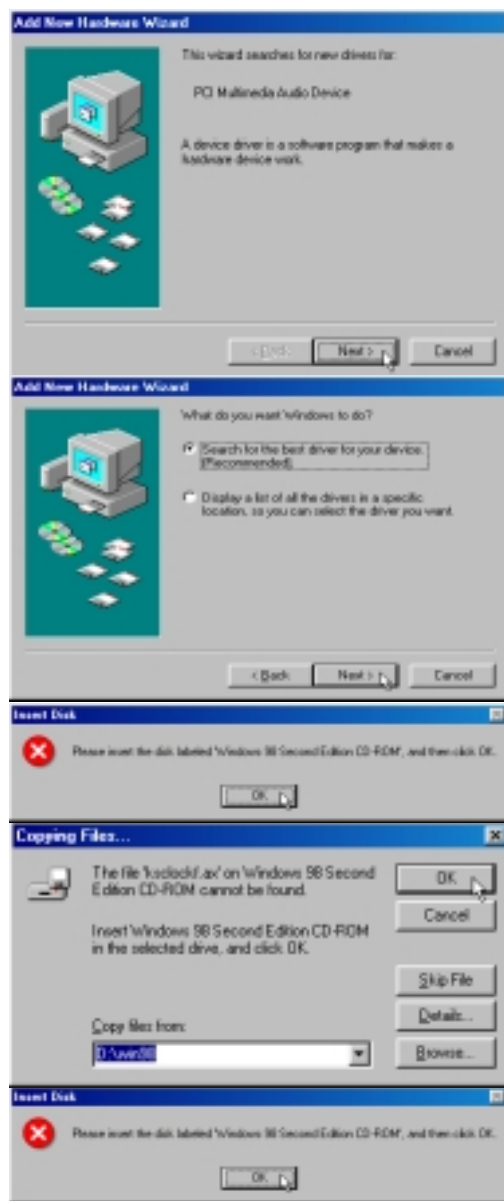 Add New Hardware Wizard
This wizard searches for new drivers for:
PCI Multimedia Audio Device
A device driver is a software program that makes a
hardware device work.
< Back
Next >
Cancel
Add New Hardware Wizard
What do you want Windows to do?
Search for the best driver for your device.
(Recommended).
Display a list of all the drivers in a specific
location, so you can select the driver you want.
< Back
Next >
Cancel
Insert Disk
Please insert the disk labeled 'Windows 98 Second Edition CD-ROM', and then click OK.
OK
Copying Files...
The file 'ksclockf.ax' on Windows 98 Second
Edition CD-ROM cannot be found.
Insert Windows 98 Second Edition CD-ROM
in the selected drive, and click OK.
Copy files from:
D:\win98
OK
Cancel
Skip File
Details...
Browse...
Insert Disk
Please insert the disk labeled 'Windows 98 Second Edition CD-ROM', and then click OK.
OK